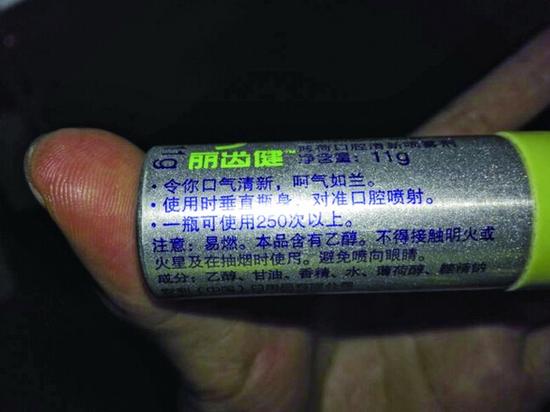 11g
丽齿健™
薄荷口腔清新喷雾剂
净含量：11g
·令你口气清新，呵气如兰。
·使用时垂直瓶身，对准口腔喷射。
·一瓶可使用250次以上。
注意：易燃。本品含有乙醇。不得接触明火或
火星及在抽烟时使用。避免喷向眼睛。
成分：乙醇、甘油、香精、水、薄荷醇、糖精钠
(中国)日用